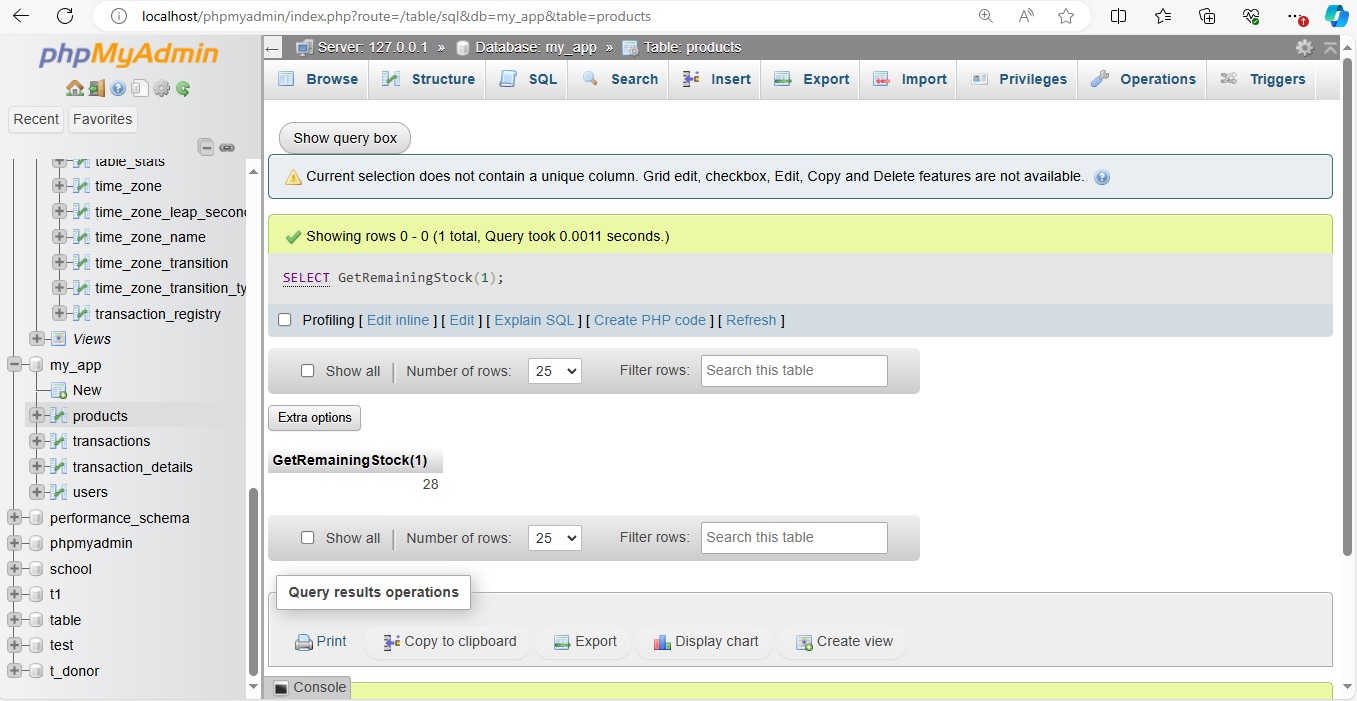 localhost/phpmyadmin/index.php?route=/table/sql&db=my_app&table=products
phpMyAdmin
Recent Favorites
table_stats
time_zone
time_zone_leap_secon
time_zone_name
time_zone_transition
time_zone_transition_ty
transaction_registry
Views
my_app
New
products
transactions
transaction_details
users
performance_schema
phpmyadmin
school
t1
table
test
t_donor
Server: 127.0.0.1 » Database: my_app » Table: products
Browse Structure SQL Search Insert Export Import Privileges Operations Triggers
Show query box
Current selection does not contain a unique column. Grid edit, checkbox, Edit, Copy and Delete features are not available.
Showing rows 0 - 0 (1 total, Query took 0.0011 seconds.)
SELECT GetRemainingStock(1);
Profiling [ Edit inline ] [ Edit ] [ Explain SQL ] [ Create PHP code ] [ Refresh ]
Show all | Number of rows: 25 Filter rows: Search this table
Extra options
GetRemainingStock(1)
28
Show all | Number of rows: 25 Filter rows: Search this table
Query results operations
Print Copy to clipboard Export Display chart Create view
Console